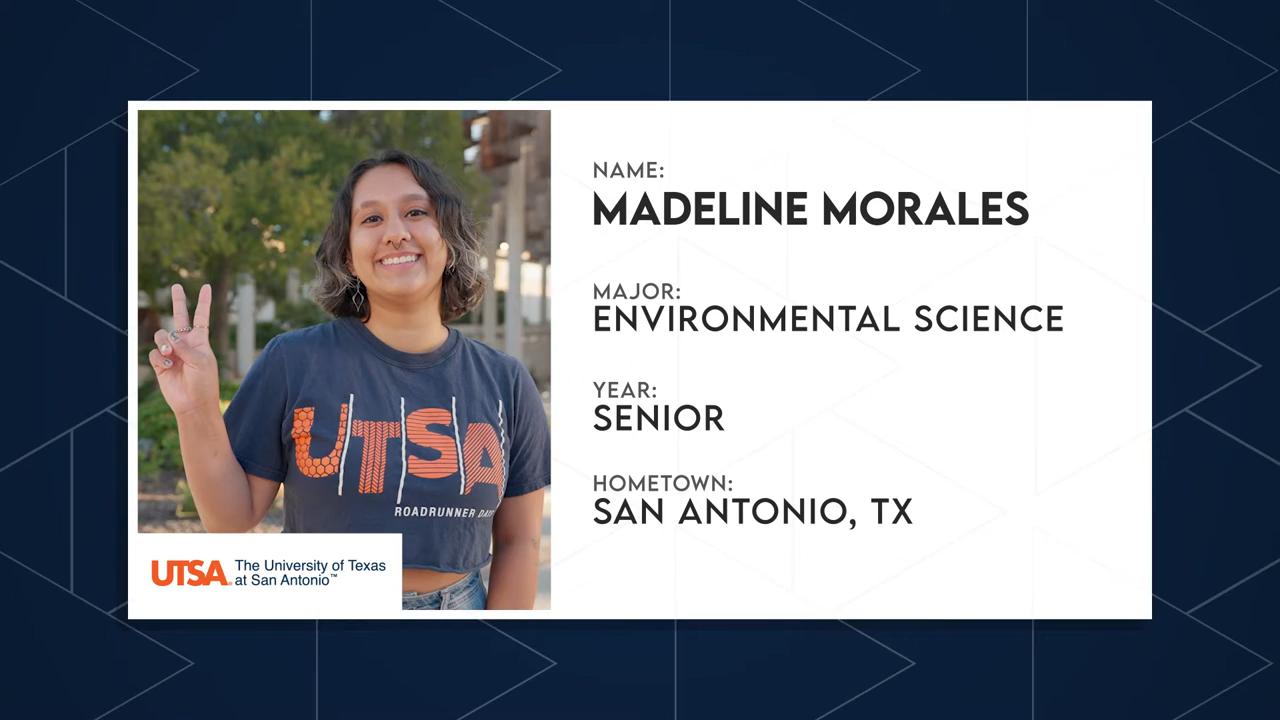 NAME:
MADELINE MORALES
MAJOR:
ENVIRONMENTAL SCIENCE
YEAR:
SENIOR
HOMETOWN:
SAN ANTONIO, TX
UTSA
ROADRUNNER
UTSA® The University of Texas
at San Antonio™